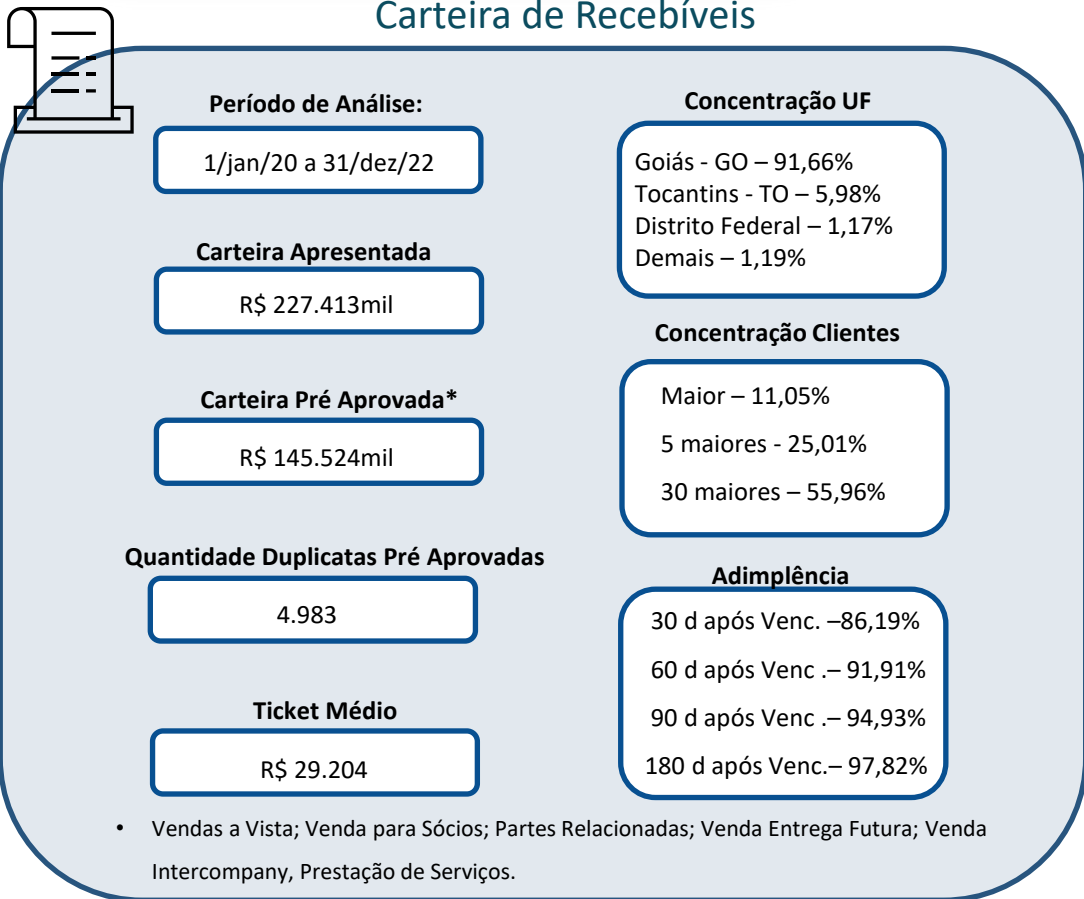 Carteira de Recebíveis
Período de Análise:
1/jan/20 a 31/dez/22
Carteira Apresentada
R$ 227.413mil
Carteira Pré Aprovada*
R$ 145.524mil
Quantidade Duplicatas Pré Aprovadas
4.983
Ticket Médio
R$ 29.204
Concentração UF
Goiás - GO – 91,66%
Tocantins - TO – 5,98%
Distrito Federal – 1,17%
Demais – 1,19%
Concentração Clientes
Maior – 11,05%
5 maiores - 25,01%
30 maiores – 55,96%
Adimplência
30 d após Venc. –86,19%
60 d após Venc .– 91,91%
90 d após Venc .– 94,93%
180 d após Venc.– 97,82%
• Vendas a Vista; Venda para Sócios; Partes Relacionadas; Venda Entrega Futura; Venda
Intercompany, Prestação de Serviços.